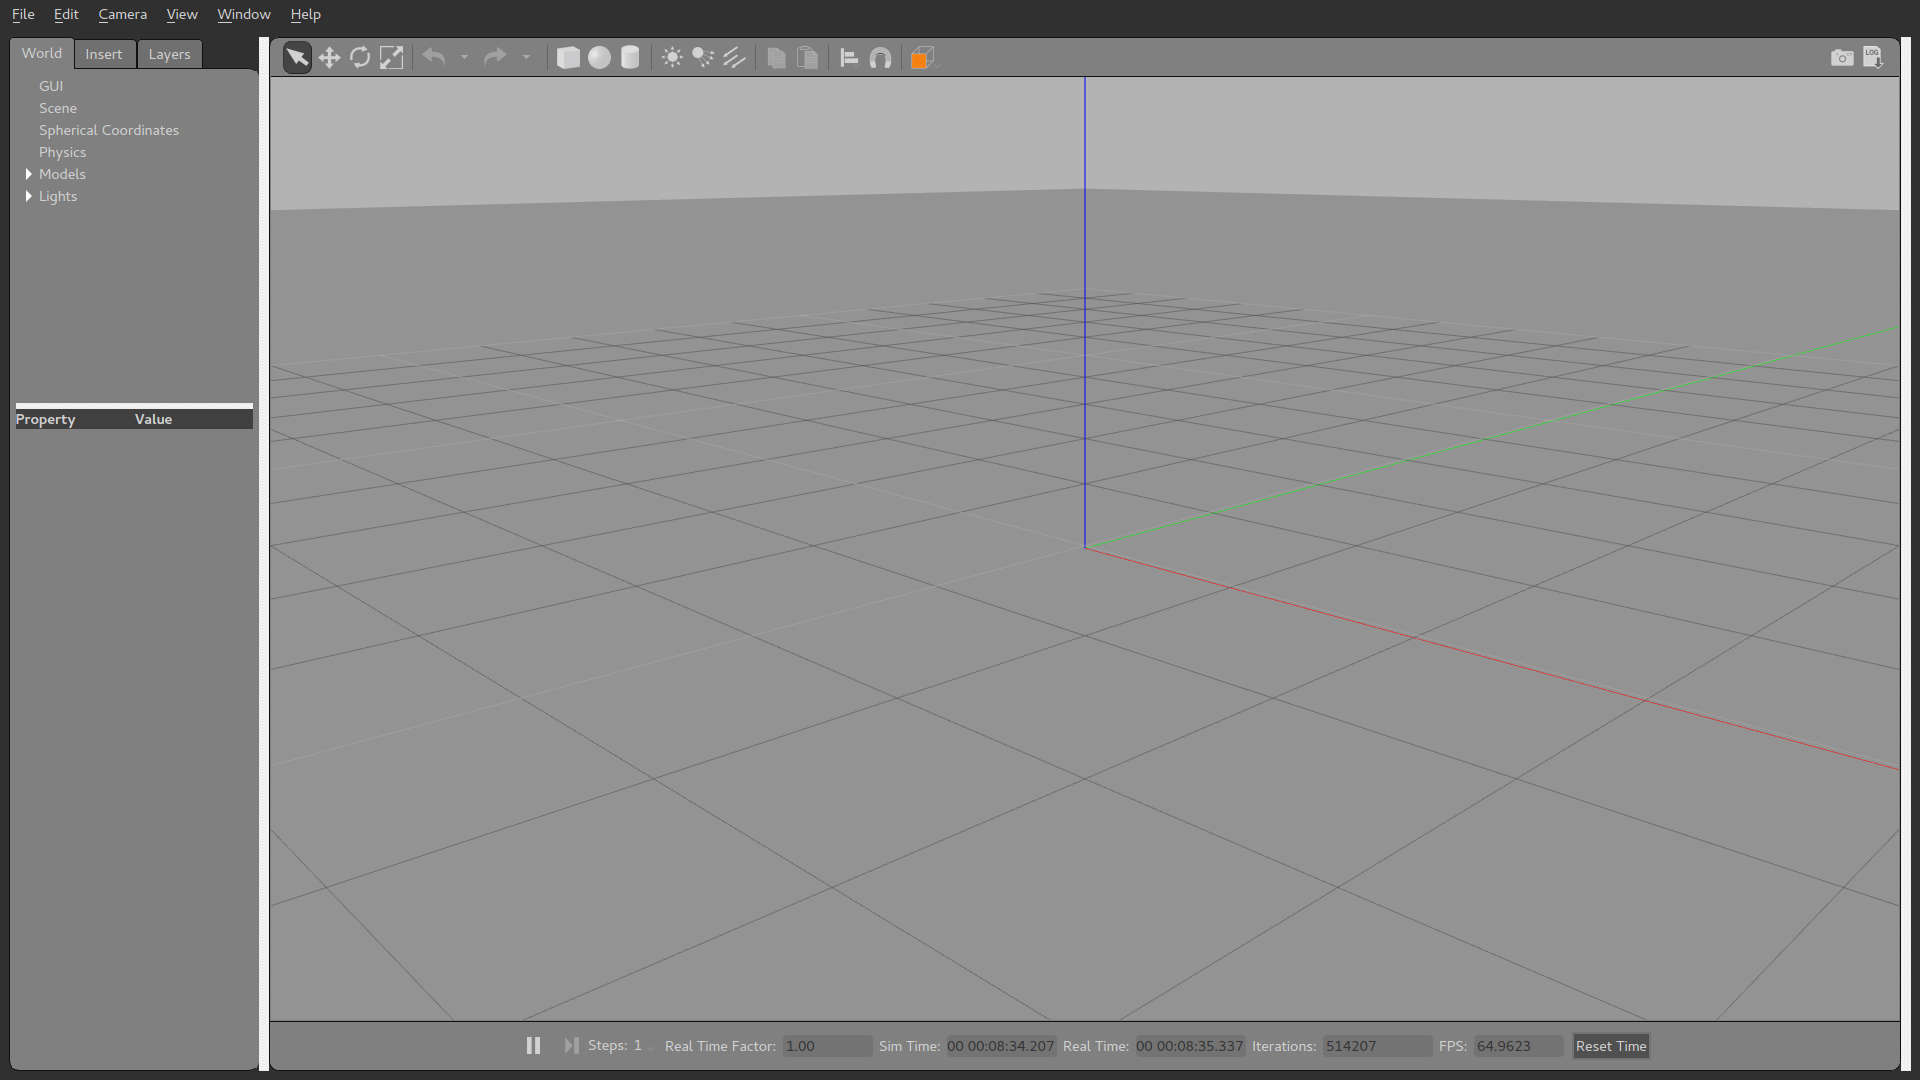 File Edit Camera View Window Help
World Insert Layers
LOG
GUI
Scene
Spherical Coordinates
Physics
Models
Lights
Property Value
Steps: 1 Real Time Factor: 1.00 Sim Time: 00 00:08:34.207 Real Time: 00 00:08:35.337 Iterations: 514207 FPS: 64.9623 Reset Time